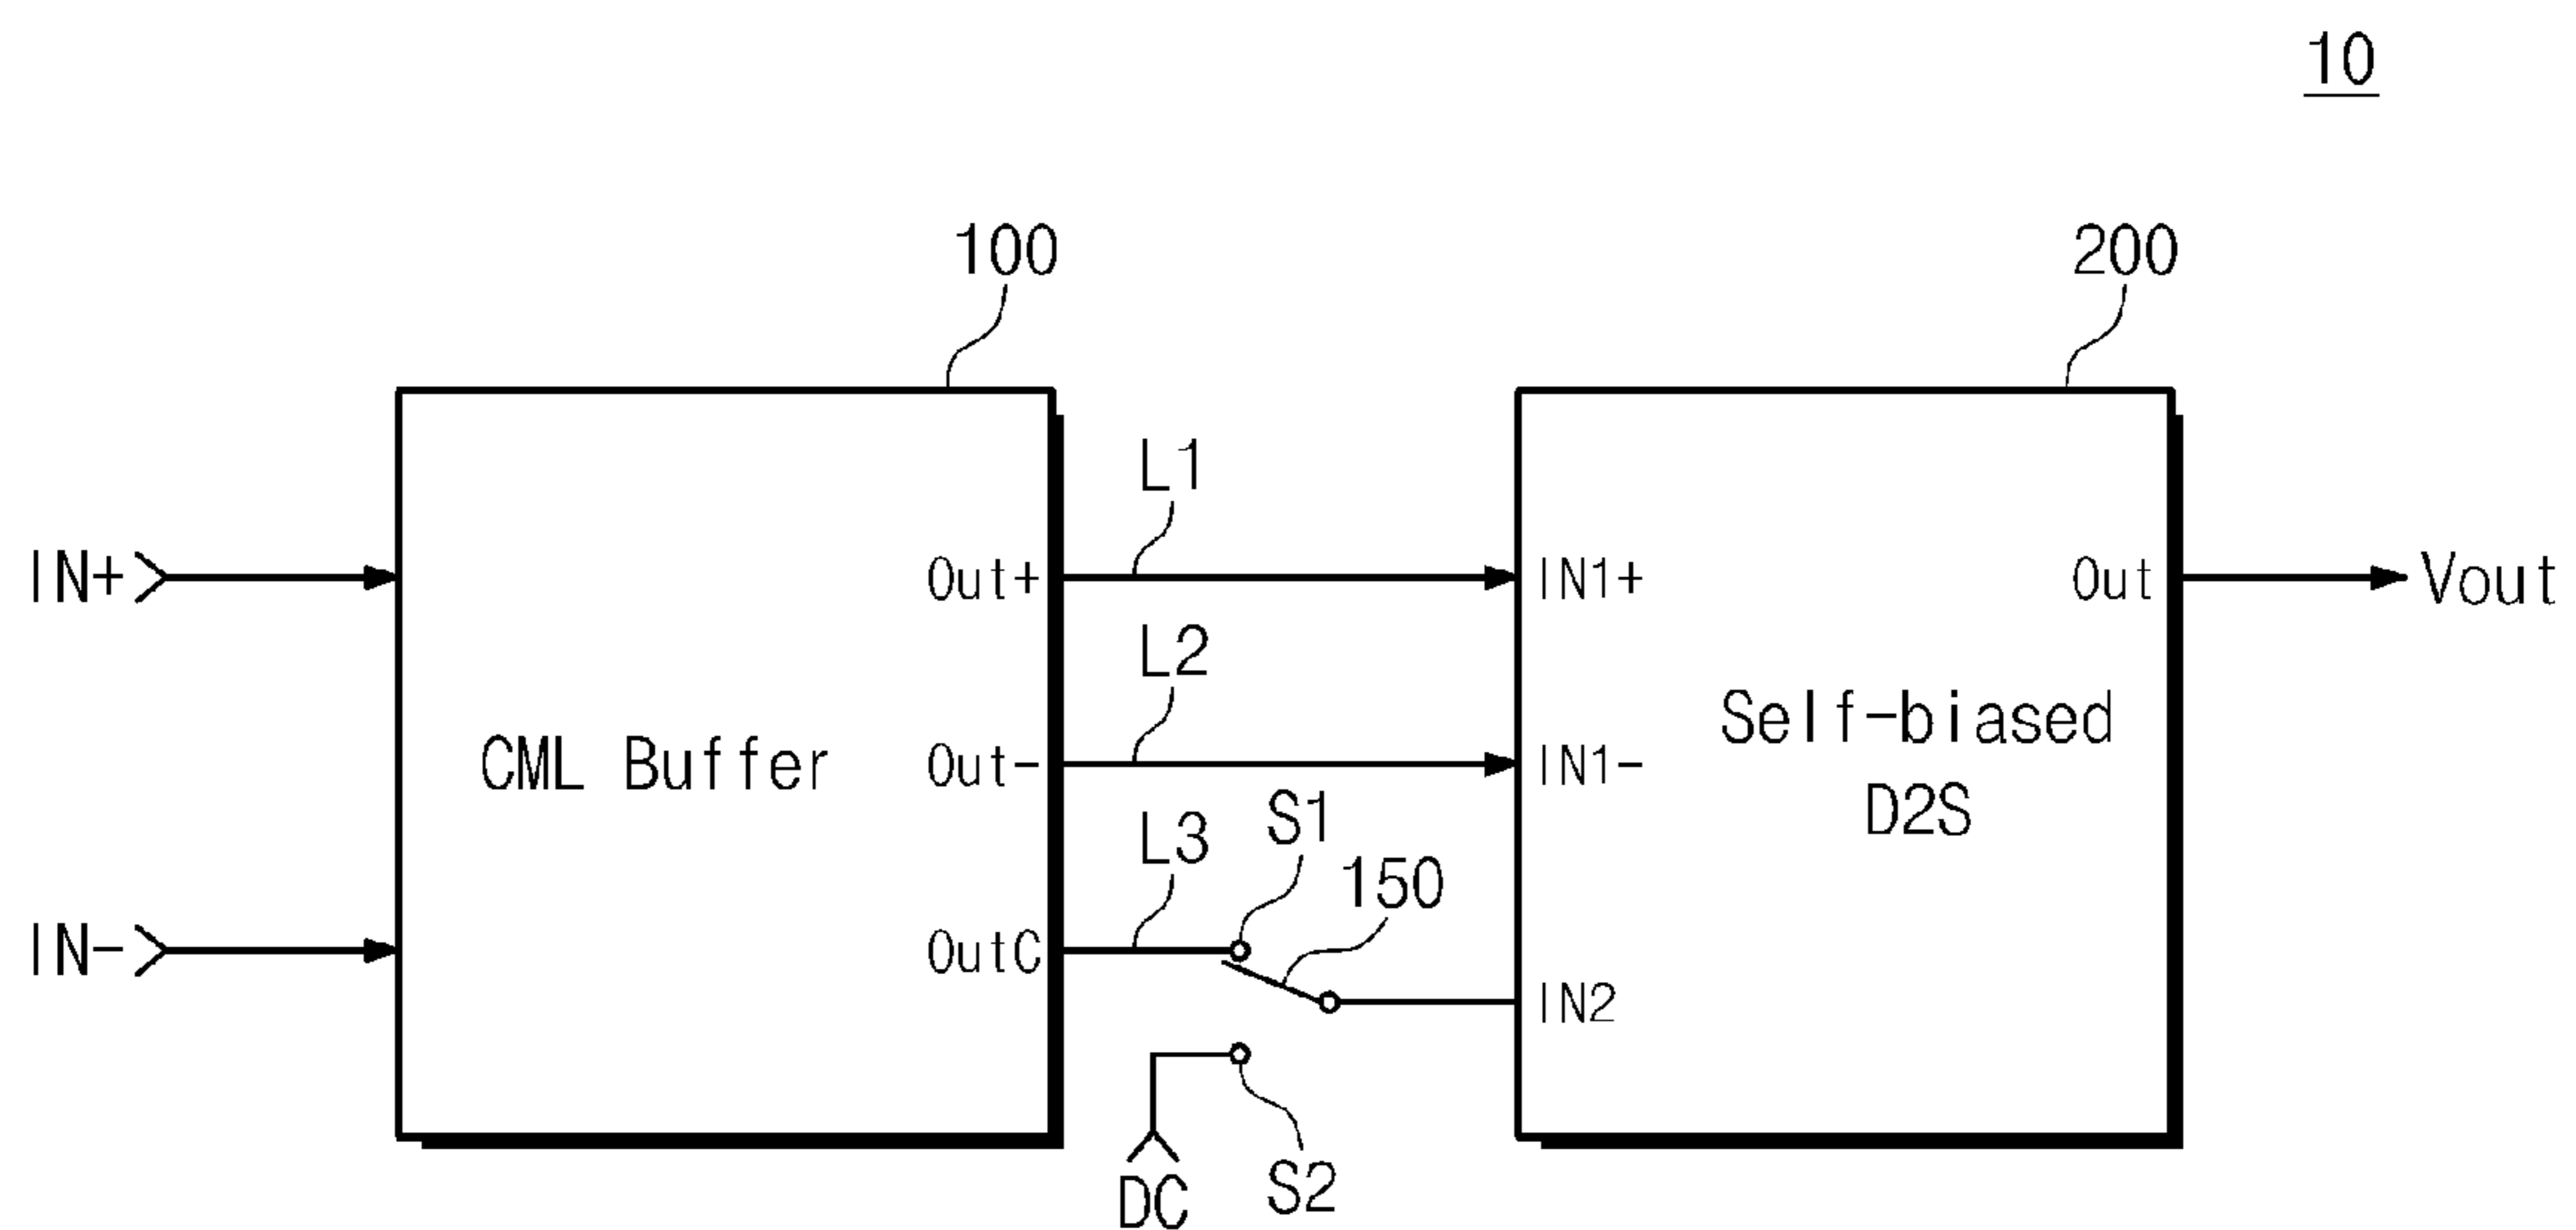 10
100
200
L1
IN+
Out+
IN1+
Out
Vout
L2
CML Buffer
Out-
IN1-
Self-biased
D2S
S1
L3
150
IN-
OutC
IN2
DC
S2